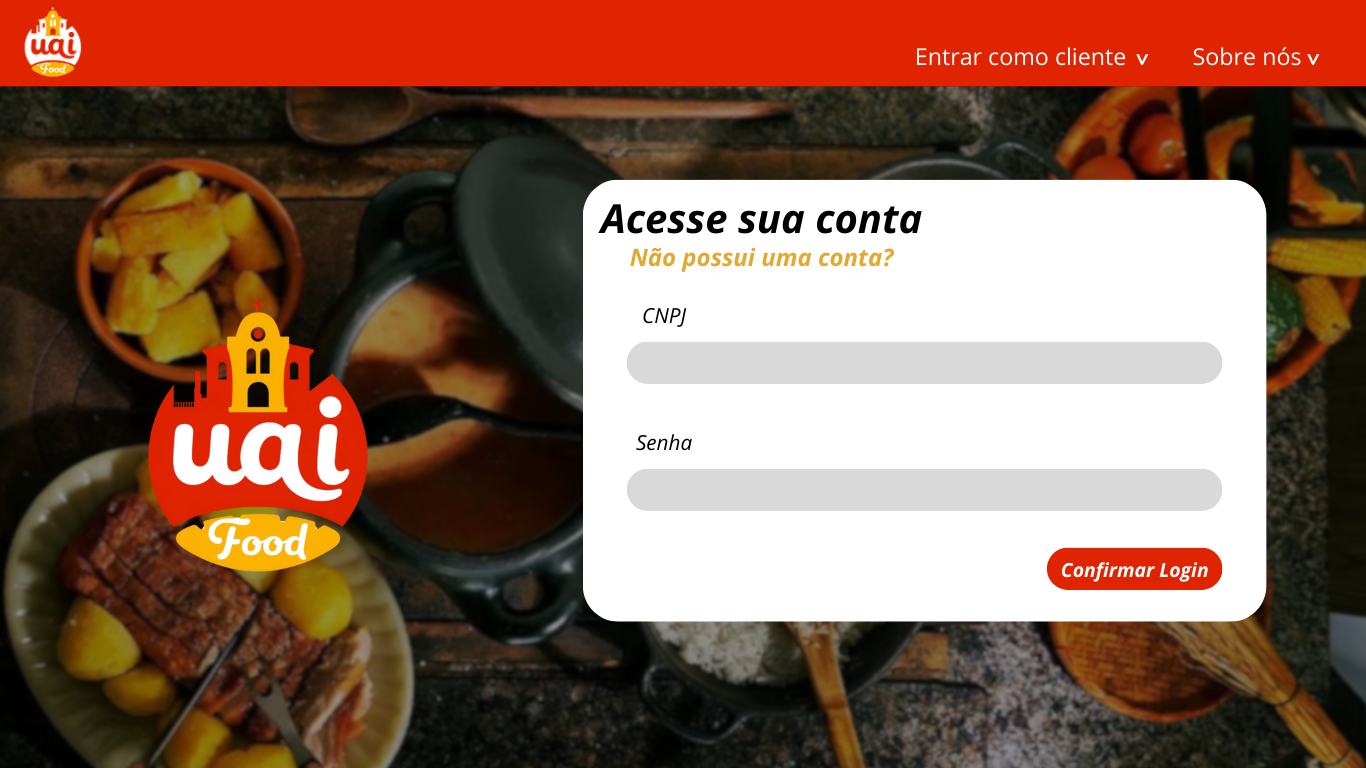 uai
Food
Entrar como cliente v
Sobre nós v
Acesse sua conta
Não possui uma conta?
CNPJ
Senha
Confirmar Login
uai
Food